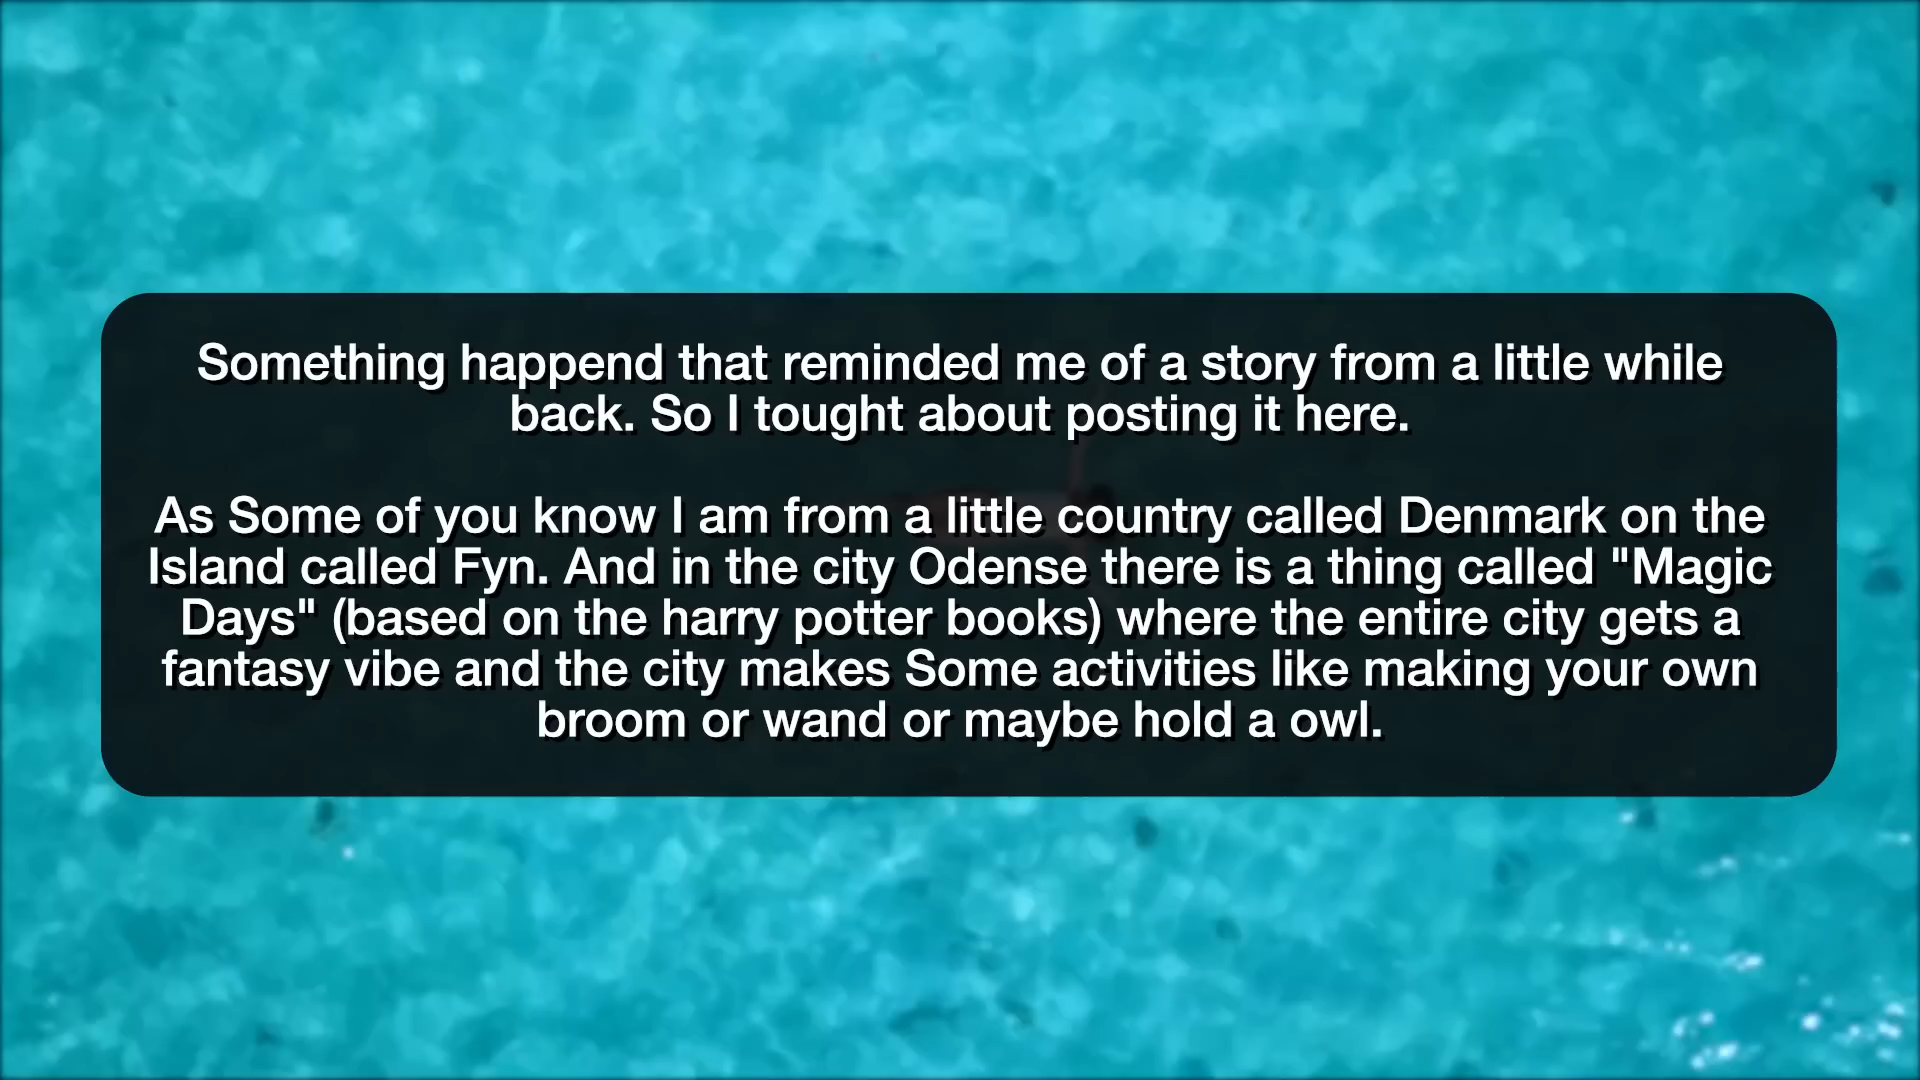 Something happend that reminded me of a story from a little while
back. So I tought about posting it here.
As Some of you know I am from a little country called Denmark on the
Island called Fyn. And in the city Odense there is a thing called "Magic
Days" (based on the harry potter books) where the entire city gets a
fantasy vibe and the city makes Some activities like making your own
broom or wand or maybe hold a owl.